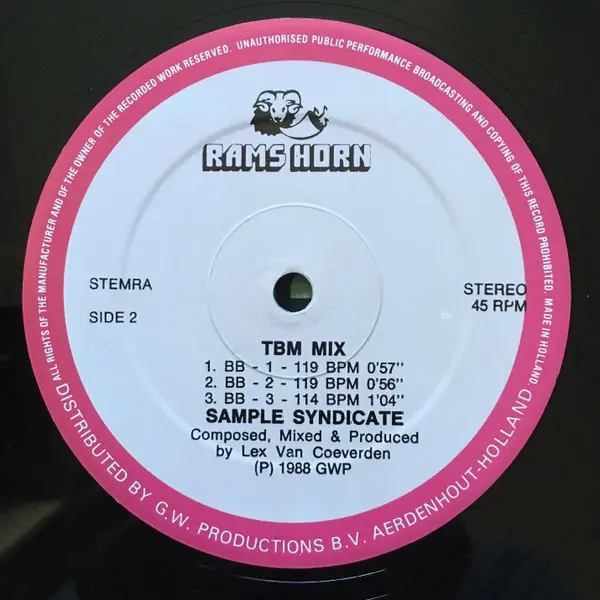 ALL RIGHTS OF THE MANUFACTURER AND OF THE OWNER OF THE RECORDED WORK RESERVED. UNAUTHORISED PUBLIC PERFORMANCE BROADCASTING AND COPYING OF THIS RECORD PROHIBITED. MADE IN HOLLAND.
RAMS HORN
STEMRA
STEREO
45 RPM
SIDE 2
TBM MIX
1. BB - 1 - 119 BPM 0'57"
2. BB - 2 - 119 BPM 0'56"
3. BB - 3 - 114 BPM 1'04"
SAMPLE SYNDICATE
Composed, Mixed & Produced
by Lex Van Coeverden
(P) 1988 GWP
DISTRIBUTED BY G.W. PRODUCTIONS B.V. AERDENHOUT-HOLLAND